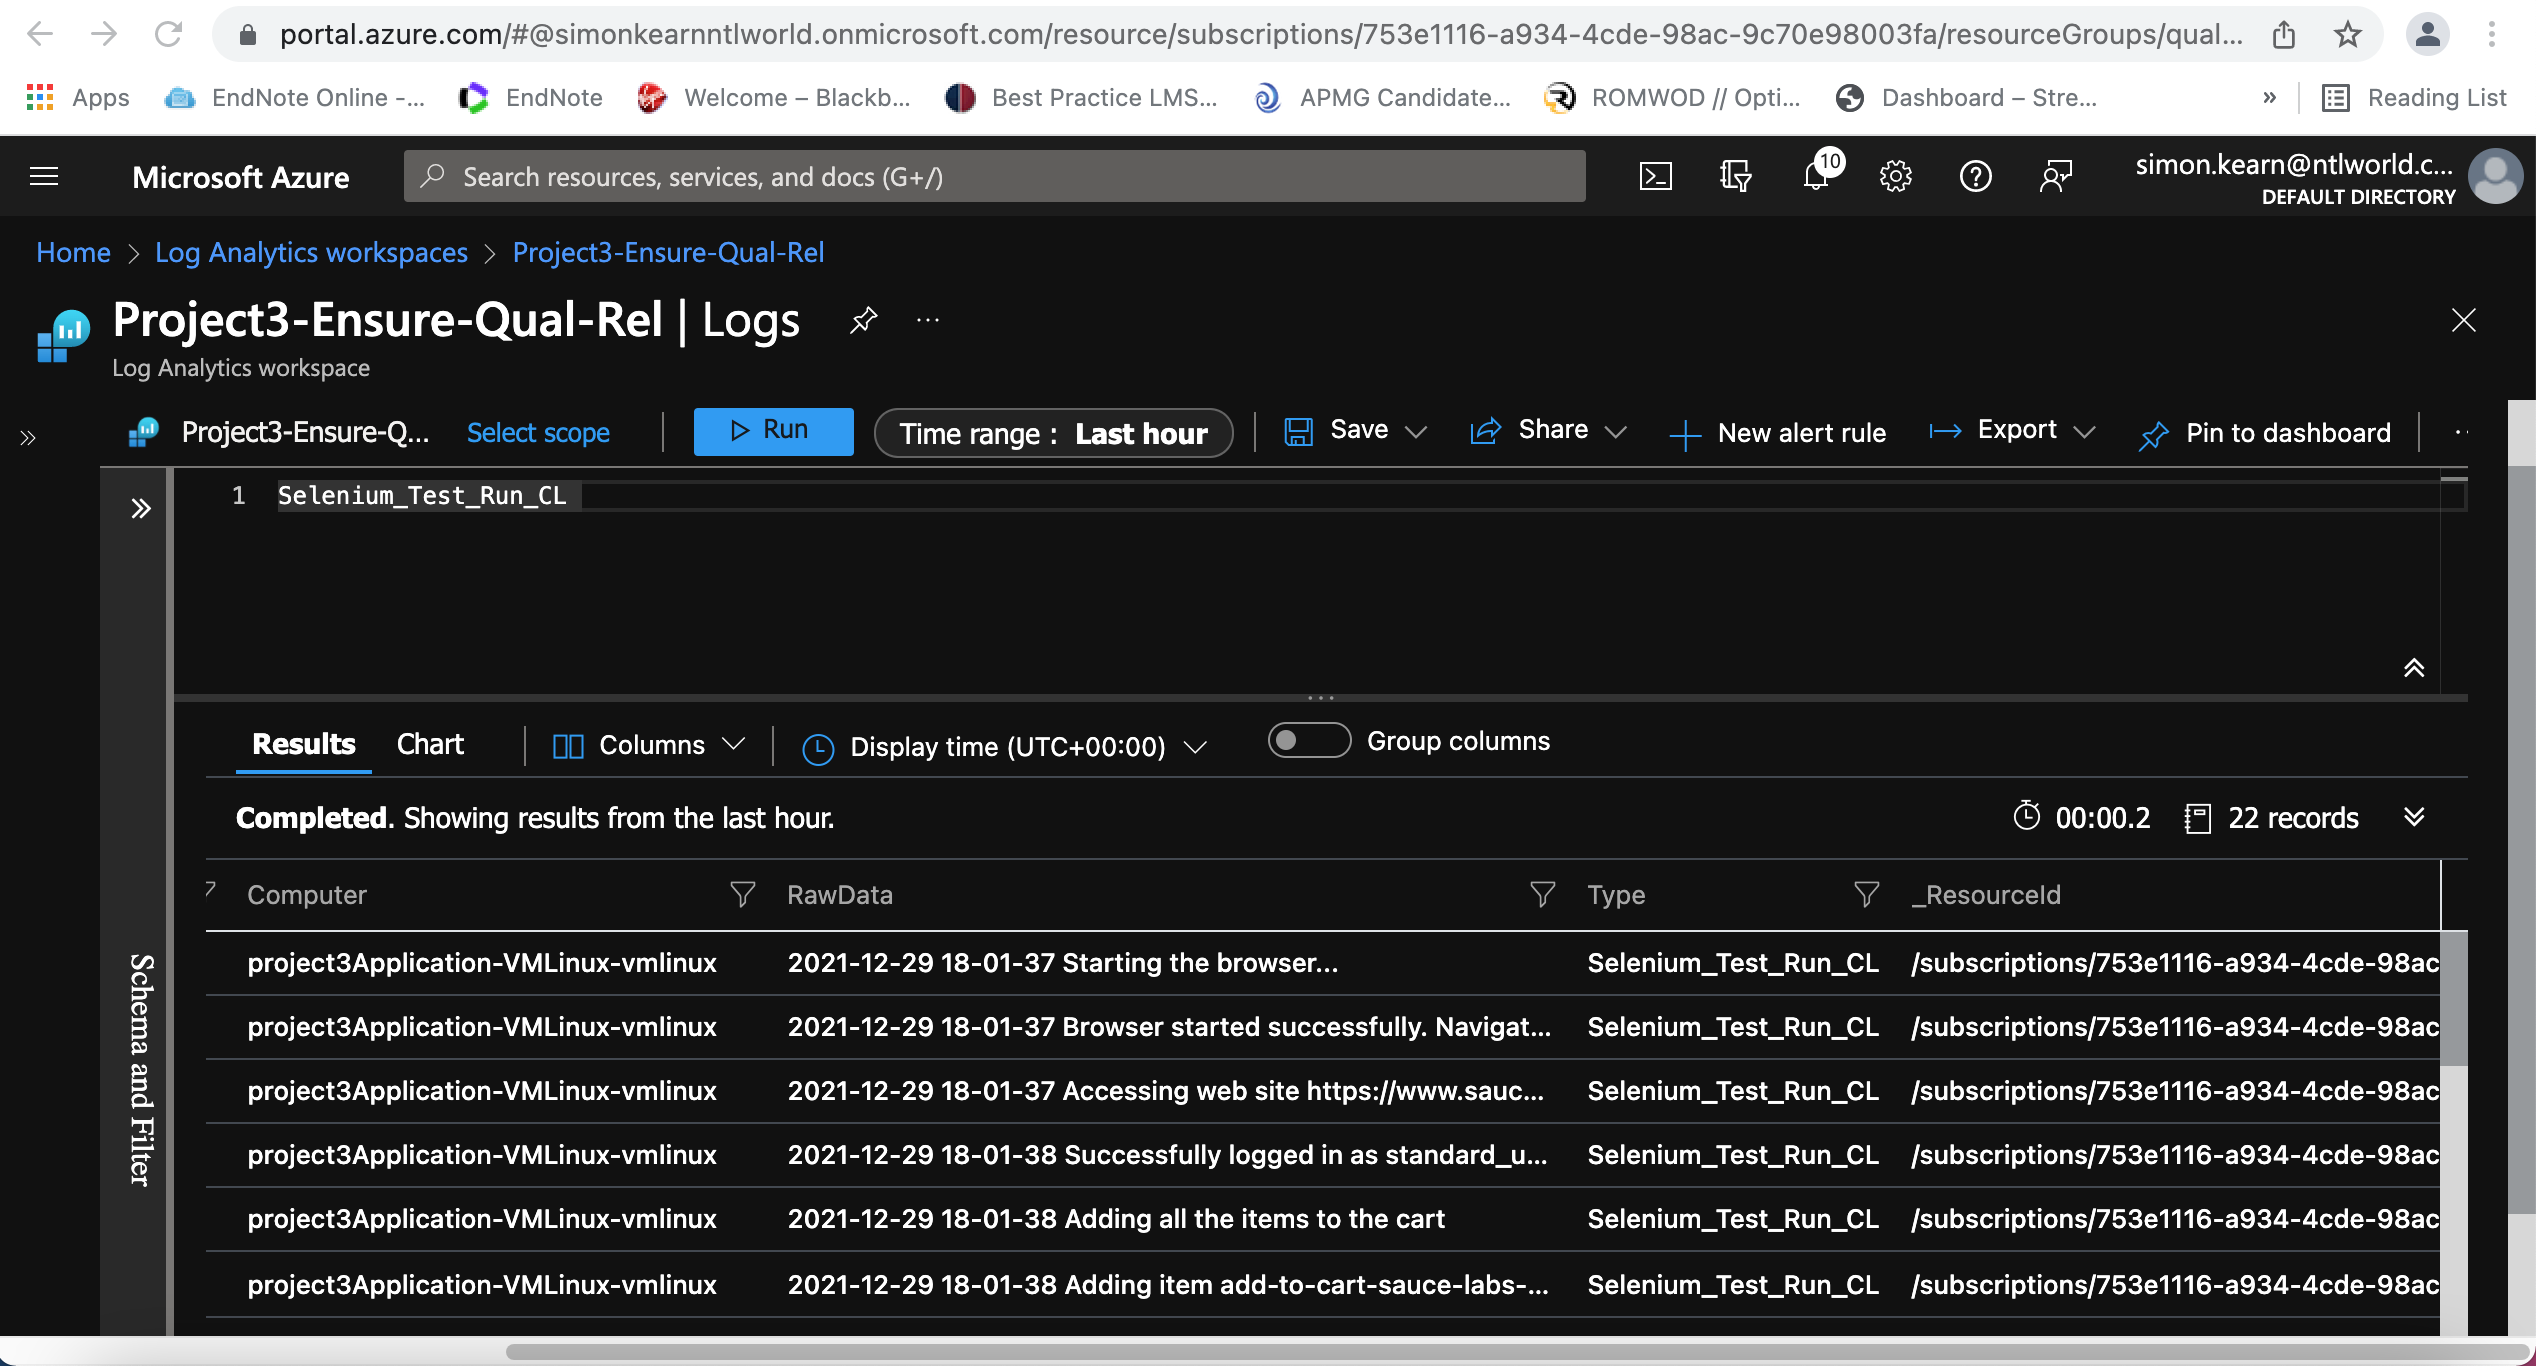 portal.azure.com/#@simonkearnntlworld.onmicrosoft.com/resource/subscriptions/753e1116-a934-4cde-98ac-9c70e98003fa/resourceGroups/qual...
Apps EndNote Online -... EndNote Welcome – Blackb... Best Practice LMS... APMG Candidate... ROMWOD // Opti... Dashboard – Stre... » Reading List
Microsoft Azure Search resources, services, and docs (G+/) 10 simon.kearn@ntlworld.c...
DEFAULT DIRECTORY
Home > Log Analytics workspaces > Project3-Ensure-Qual-Rel
Project3-Ensure-Qual-Rel | Logs ...
Log Analytics workspace
Project3-Ensure-Q... Select scope Run Time range : Last hour Save Share New alert rule Export Pin to dashboard
1 Selenium_Test_Run_CL
Results Chart Columns Display time (UTC+00:00) Group columns
Completed. Showing results from the last hour. 00:00.2 22 records
Schema and Filter
Computer RawData Type _ResourceId
project3Application-VMLinux-vmlinux 2021-12-29 18-01-37 Starting the browser... Selenium_Test_Run_CL /subscriptions/753e1116-a934-4cde-98ac
project3Application-VMLinux-vmlinux 2021-12-29 18-01-37 Browser started successfully. Navigat... Selenium_Test_Run_CL /subscriptions/753e1116-a934-4cde-98ac
project3Application-VMLinux-vmlinux 2021-12-29 18-01-37 Accessing web site https://www.sauc... Selenium_Test_Run_CL /subscriptions/753e1116-a934-4cde-98ac
project3Application-VMLinux-vmlinux 2021-12-29 18-01-38 Successfully logged in as standard_u... Selenium_Test_Run_CL /subscriptions/753e1116-a934-4cde-98ac
project3Application-VMLinux-vmlinux 2021-12-29 18-01-38 Adding all the items to the cart Selenium_Test_Run_CL /subscriptions/753e1116-a934-4cde-98ac
project3Application-VMLinux-vmlinux 2021-12-29 18-01-38 Adding item add-to-cart-sauce-labs-... Selenium_Test_Run_CL /subscriptions/753e1116-a934-4cde-98ac